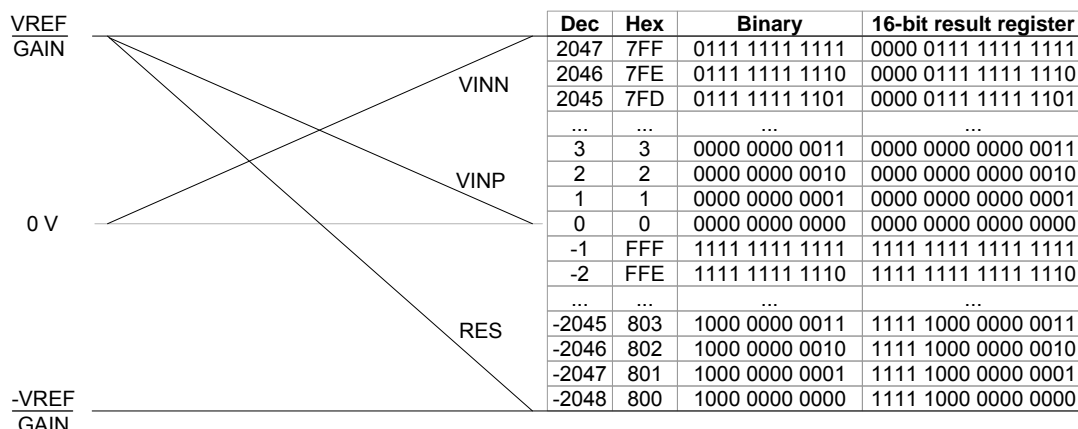 VREF
GAIN
VINN
VINP
0 V
RES
-VREF
GAIN
Dec Hex Binary 16-bit result register
2047 7FF 0111 1111 1111 0000 0111 1111 1111
2046 7FE 0111 1111 1110 0000 0111 1111 1110
2045 7FD 0111 1111 1101 0000 0111 1111 1101
... ... ... ...
3 3 0000 0000 0011 0000 0000 0000 0011
2 2 0000 0000 0010 0000 0000 0000 0010
1 1 0000 0000 0001 0000 0000 0000 0001
0 0 0000 0000 0000 0000 0000 0000 0000
-1 FFF 1111 1111 1111 1111 1111 1111 1111
-2 FFE 1111 1111 1110 1111 1111 1111 1110
... ... ... ...
-2045 803 1000 0000 0011 1111 1000 0000 0011
-2046 802 1000 0000 0010 1111 1000 0000 0010
-2047 801 1000 0000 0001 1111 1000 0000 0001
-2048 800 1000 0000 0000 1111 1000 0000 0000